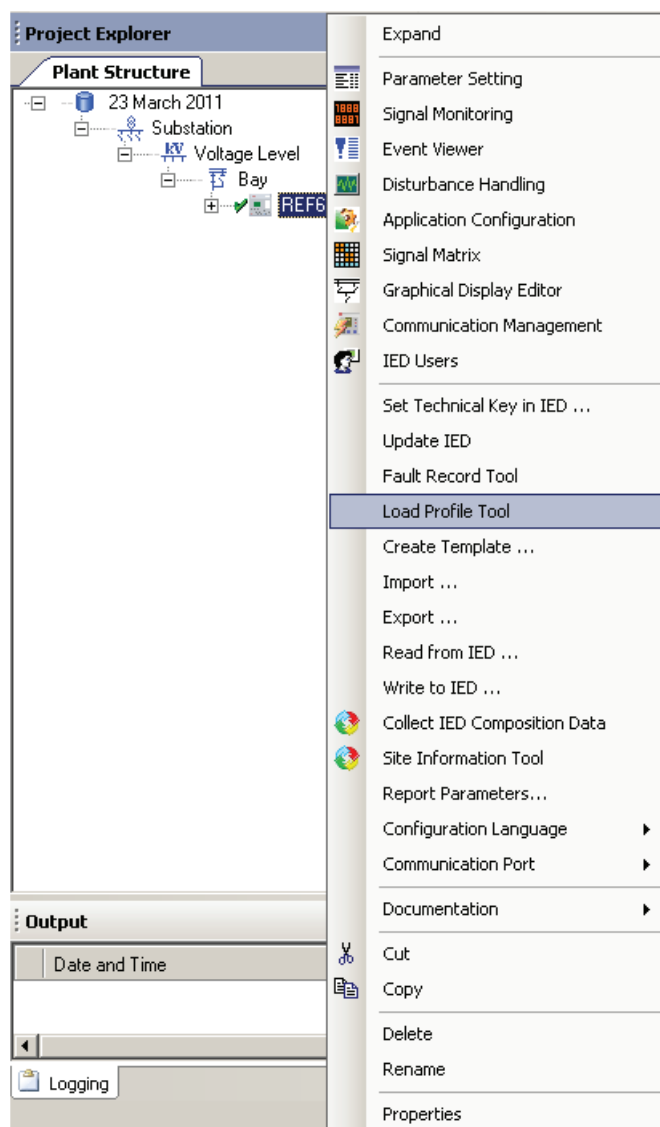 Project Explorer
Plant Structure
23 March 2011
Substation
KV Voltage Level
Bay
REF6
Expand
Parameter Setting
Signal Monitoring
Event Viewer
Disturbance Handling
Application Configuration
Signal Matrix
Graphical Display Editor
Communication Management
IED Users
Set Technical Key in IED ...
Update IED
Fault Record Tool
Load Profile Tool
Create Template ...
Import ...
Export ...
Read from IED ...
Write to IED ...
Collect IED Composition Data
Site Information Tool
Report Parameters...
Configuration Language
Communication Port
Documentation
Cut
Copy
Delete
Rename
Properties
Output
Date and Time
Logging